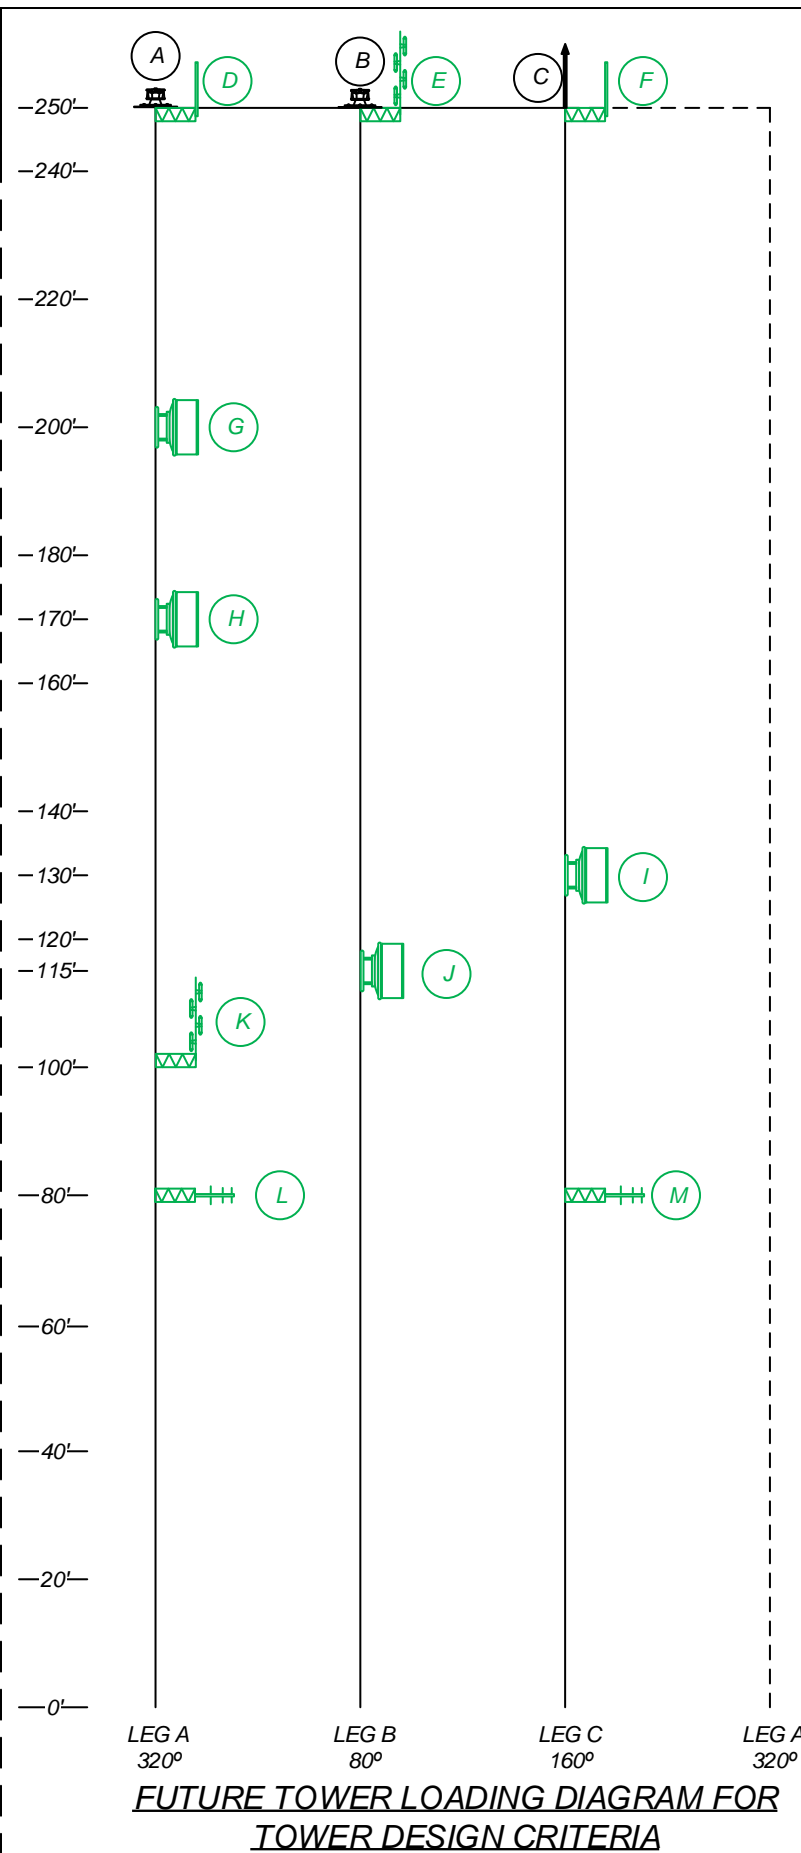 A
B
C
D
E
F
250'
240'
220'
G
200'
180'
H
170'
160'
140'
I
130'
120'
J
115'
K
100'
L
M
80'
60'
40'
20'
0'
LEG A
320º
LEG B
80º
LEG C
160º
LEG A
320º
FUTURE TOWER LOADING DIAGRAM FOR
TOWER DESIGN CRITERIA